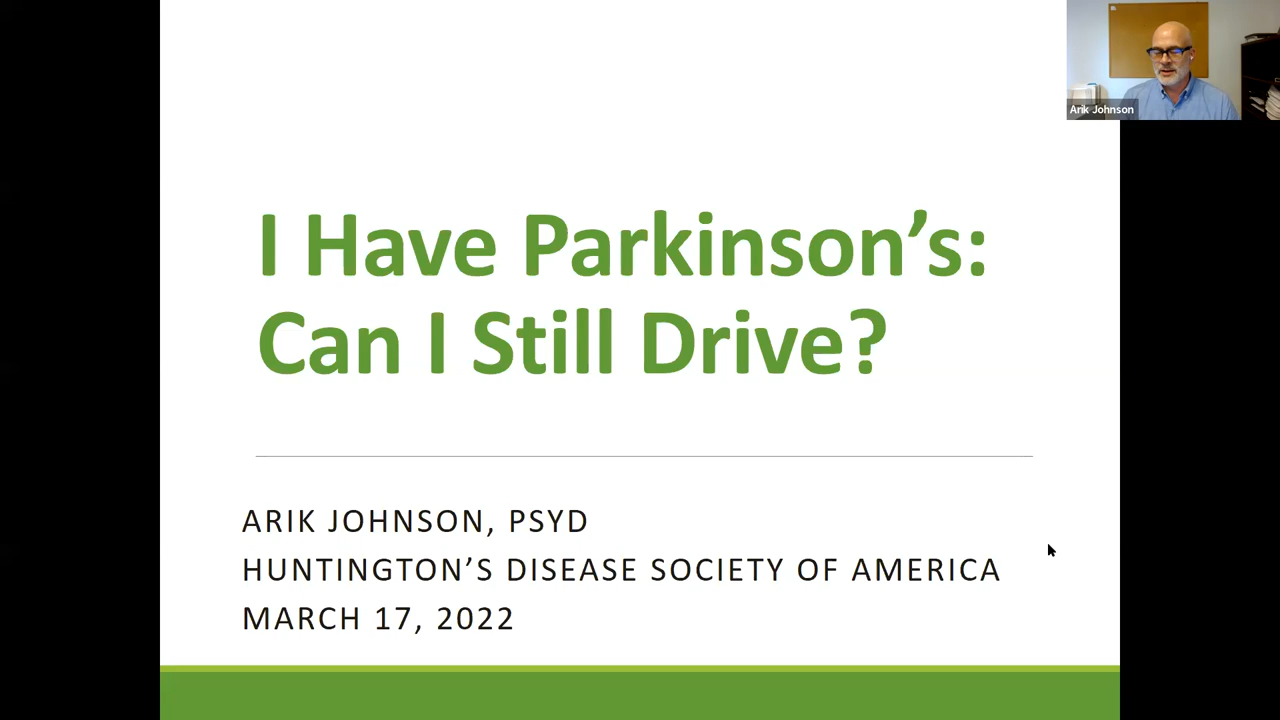 Arik Johnson
I Have Parkinson’s:
Can I Still Drive?
ARIK JOHNSON, PSYD
HUNTINGTON’S DISEASE SOCIETY OF AMERICA
MARCH 17, 2022